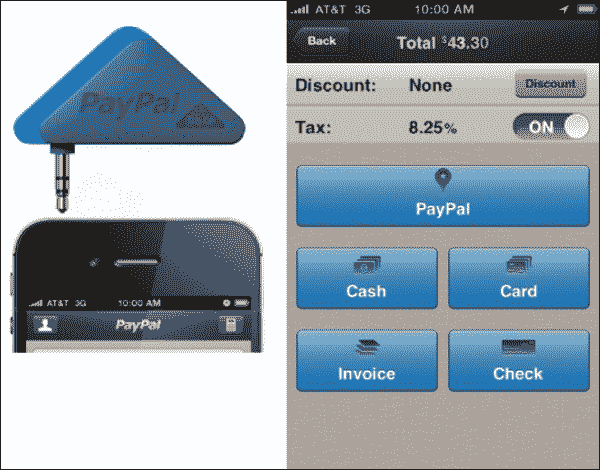 PayPal
AT&T 3G 10:00 AM
PayPal
AT&T 3G 10:00 AM
Back Total $43.30
Discount: None Discount
Tax: 8.25% ON
PayPal
Cash Card
Invoice Check